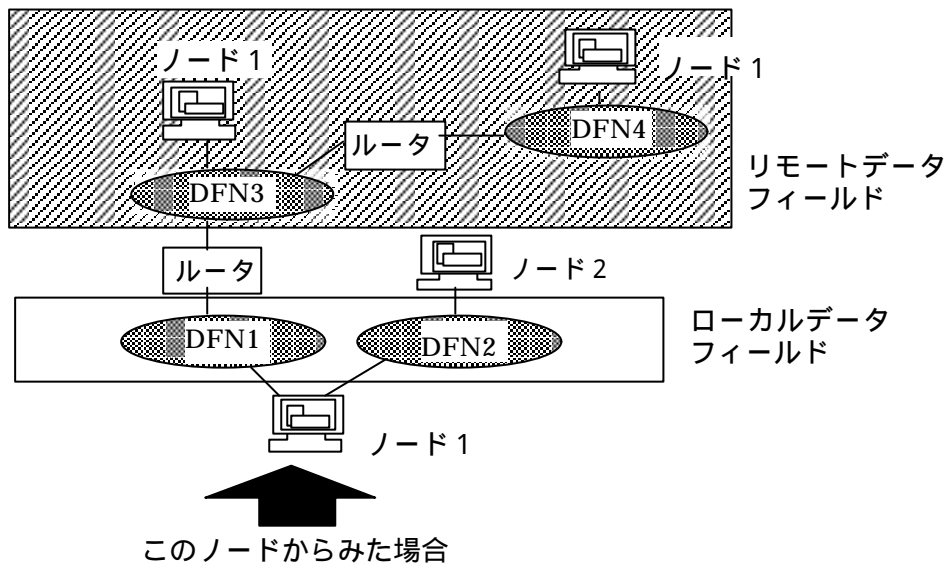 ノード1
ノード1
DFN4
ルータ
DFN3
リモートデータ
フィールド
ルータ
ノード2
DFN1
DFN2
ローカルデータ
フィールド
ノード1
このノードからみた場合